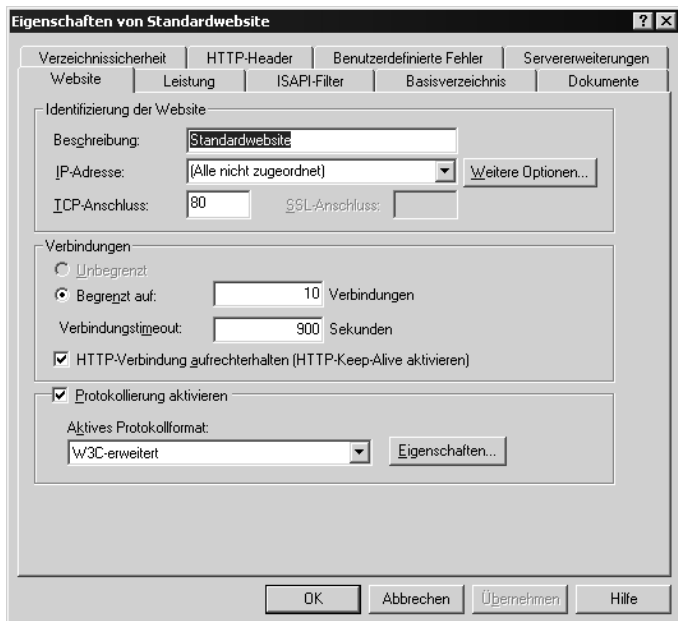 Eigenschaften von Standardwebsite
Verzeichnissicherheit HTTP-Header Benutzerdefinierte Fehler Servererweiterungen
Website Leistung ISAPI-Filter Basisverzeichnis Dokumente
Identifizierung der Website
Beschreibung: Standardwebsite
IP-Adresse: (Alle nicht zugeordnet) Weitere Optionen...
TCP-Anschluss: 80 SSL-Anschluss:
Verbindungen
Unbegrenzt
Begrenzt auf: 10 Verbindungen
Verbindungstimeout: 900 Sekunden
HTTP-Verbindung aufrechterhalten (HTTP-Keep-Alive aktivieren)
Protokollierung aktivieren
Aktives Protokollformat:
W3C-erweitert Eigenschaften...
OK Abbrechen Übernehmen Hilfe